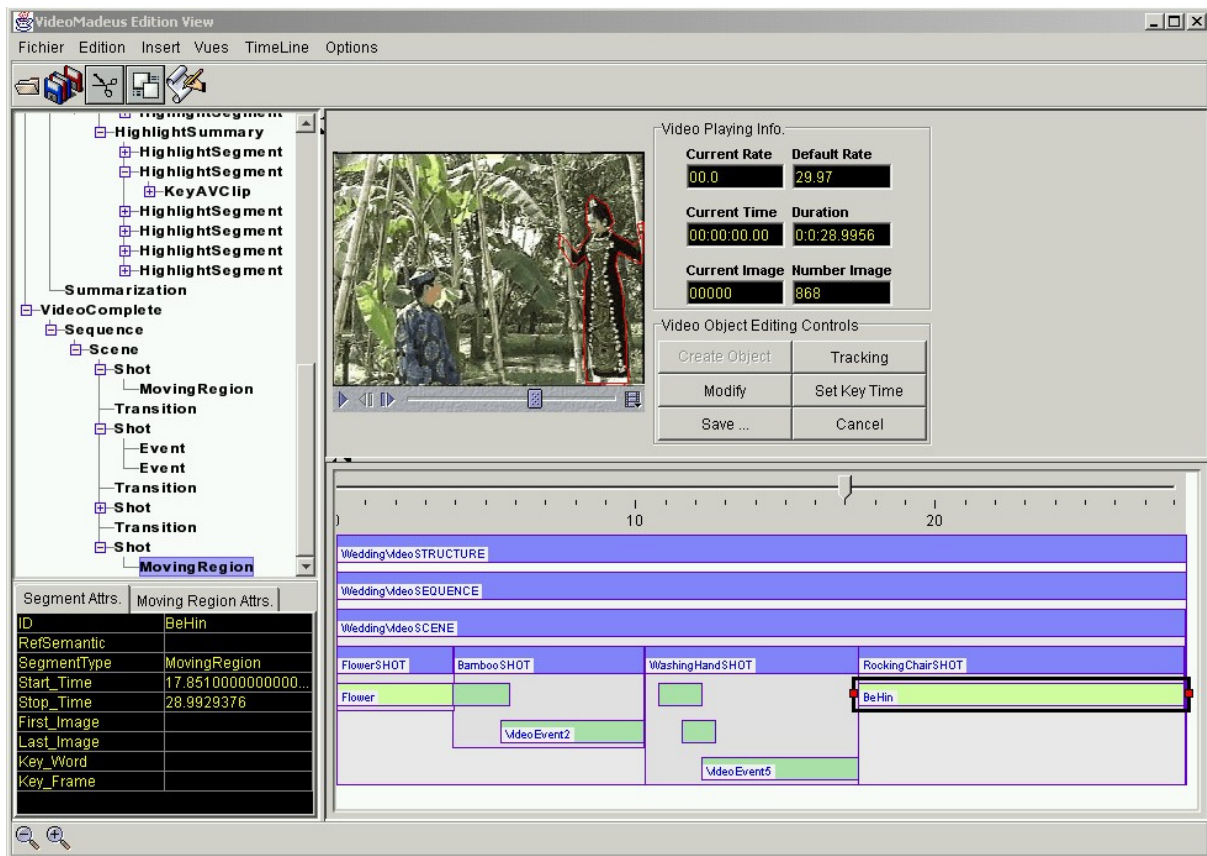 VideoMadeus Edition View
Fichier Edition Insert Vues TimeLine Options
HighlightSegment
HighlightSummary
HighlightSegment
HighlightSegment
KeyAVClip
HighlightSegment
HighlightSegment
HighlightSegment
HighlightSegment
Summarization
VideoComplete
Sequence
Scene
Shot
MovingRegion
Transition
Shot
Event
Event
Transition
Shot
Transition
Shot
MovingRegion
Segment Attrs. Moving Region Attrs.
ID BeHin
RefSemantic
SegmentType MovingRegion
Start_Time 17.8510000000000...
Stop_Time 28.9929376
First_Image
Last_Image
Key_Word
Key_Frame
Video Playing Info.
Current Rate Default Rate
00.0 29.97
Current Time Duration
00:00:00.00 0:0:28.9956
Current Image Number Image
00000 868
Video Object Editing Controls
Create Object Tracking
Modify Set Key Time
Save ... Cancel
10 20
WeddingVideoSTRUCTURE
WeddingVideoSEQUENCE
WeddingVideoSCENE
FlowerSHOT BambooSHOT WashingHandSHOT RockingChairSHOT
Flower BeHin
VideoEvent2
VideoEvent5